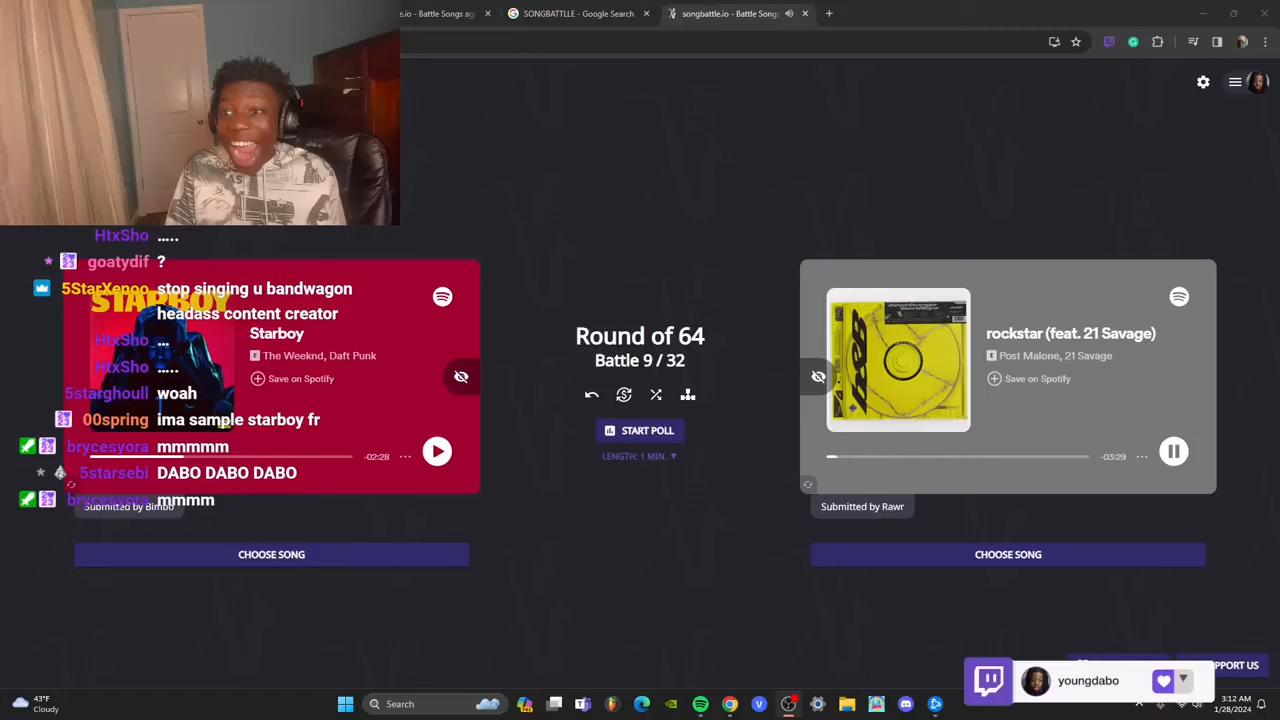 .io - Battle Songs ag
SONGBATTLLE - Google Search
songbattle.io - Battle Songs
HtxSho …..
goatydif ?
5StarXenoo stop singing u bandwagon
headass content creator
HtxSho ...
HtxSho …..
5starghoull woah
00spring ima sample starboy fr
brycesyora mmmmm
5starsebi DABO DABO DABO
brycesyora mmmm
STARBOY
Starboy
E The Weeknd, Daft Punk
Save on Spotify
-02:28
Submitted by Bimbo
CHOOSE SONG
Round of 64
Battle 9 / 32
START POLL
LENGTH: 1 MIN. ▼
rockstar (feat. 21 Savage)
E Post Malone, 21 Savage
Save on Spotify
-03:29
Submitted by Rawr
CHOOSE SONG
PPORT US
youngdabo
43°F
Cloudy
Search
3:12 AM
1/28/2024